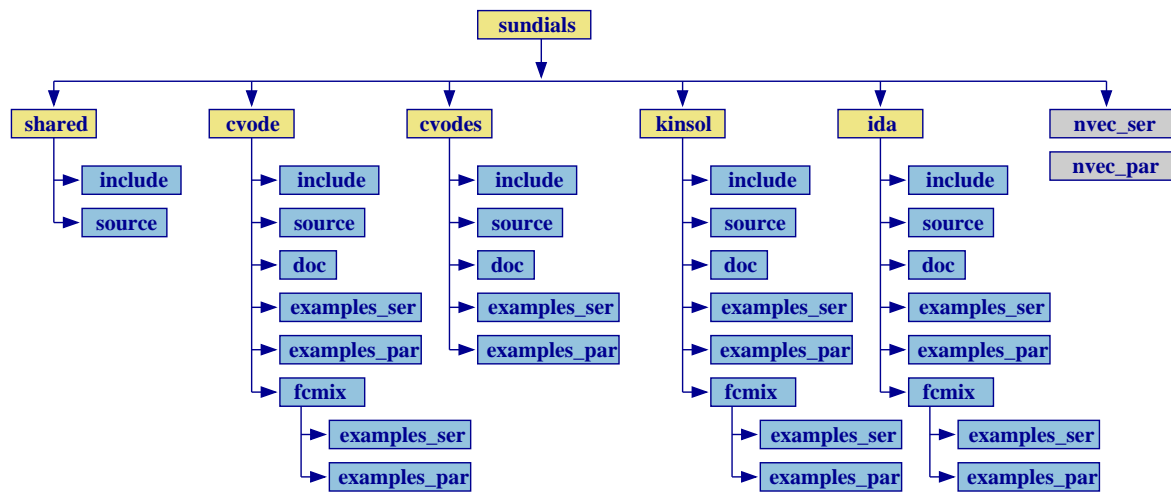 sundials
shared
cvode
cvodes
kinsol
ida
nvec_ser
nvec_par
include
source
include
source
doc
examples_ser
examples_par
fcmix
examples_ser
examples_par
include
source
doc
examples_ser
examples_par
include
source
doc
examples_ser
examples_par
fcmix
examples_ser
examples_par
include
source
doc
examples_ser
examples_par
fcmix
examples_ser
examples_par